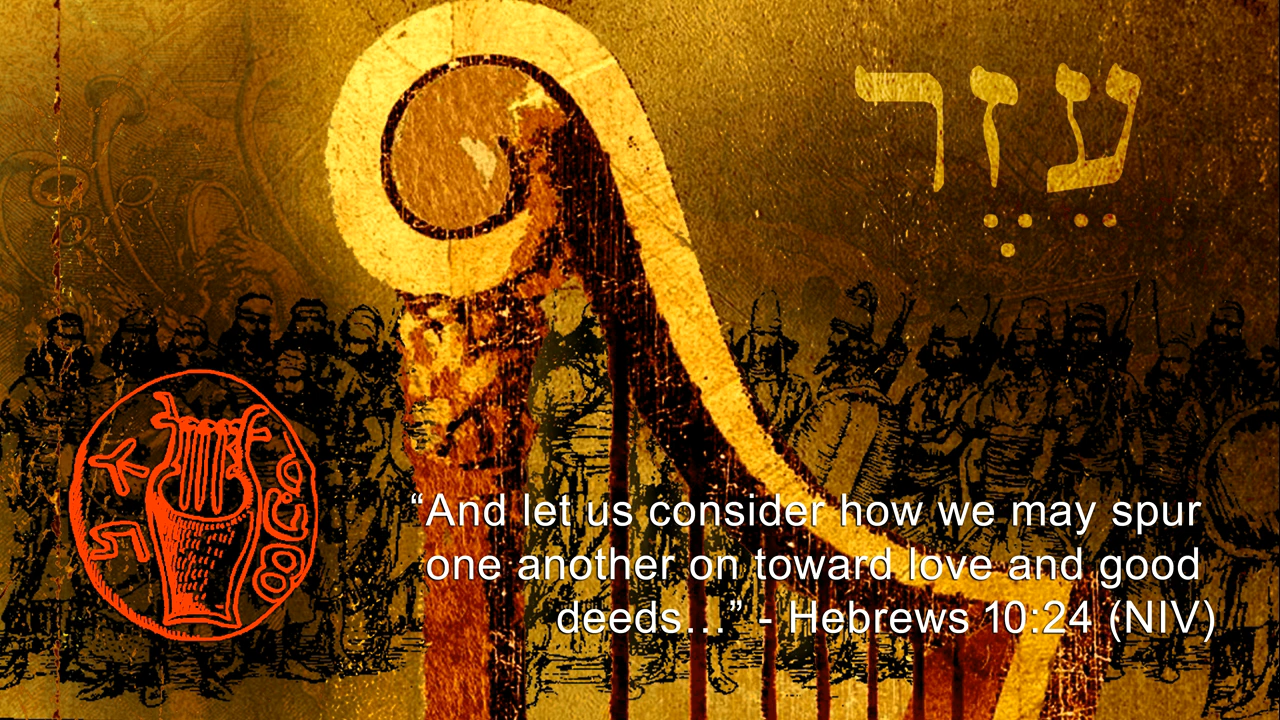 עֵזֶר
“And let us consider how we may spur
one another on toward love and good
deeds…” - Hebrews 10:24 (NIV)